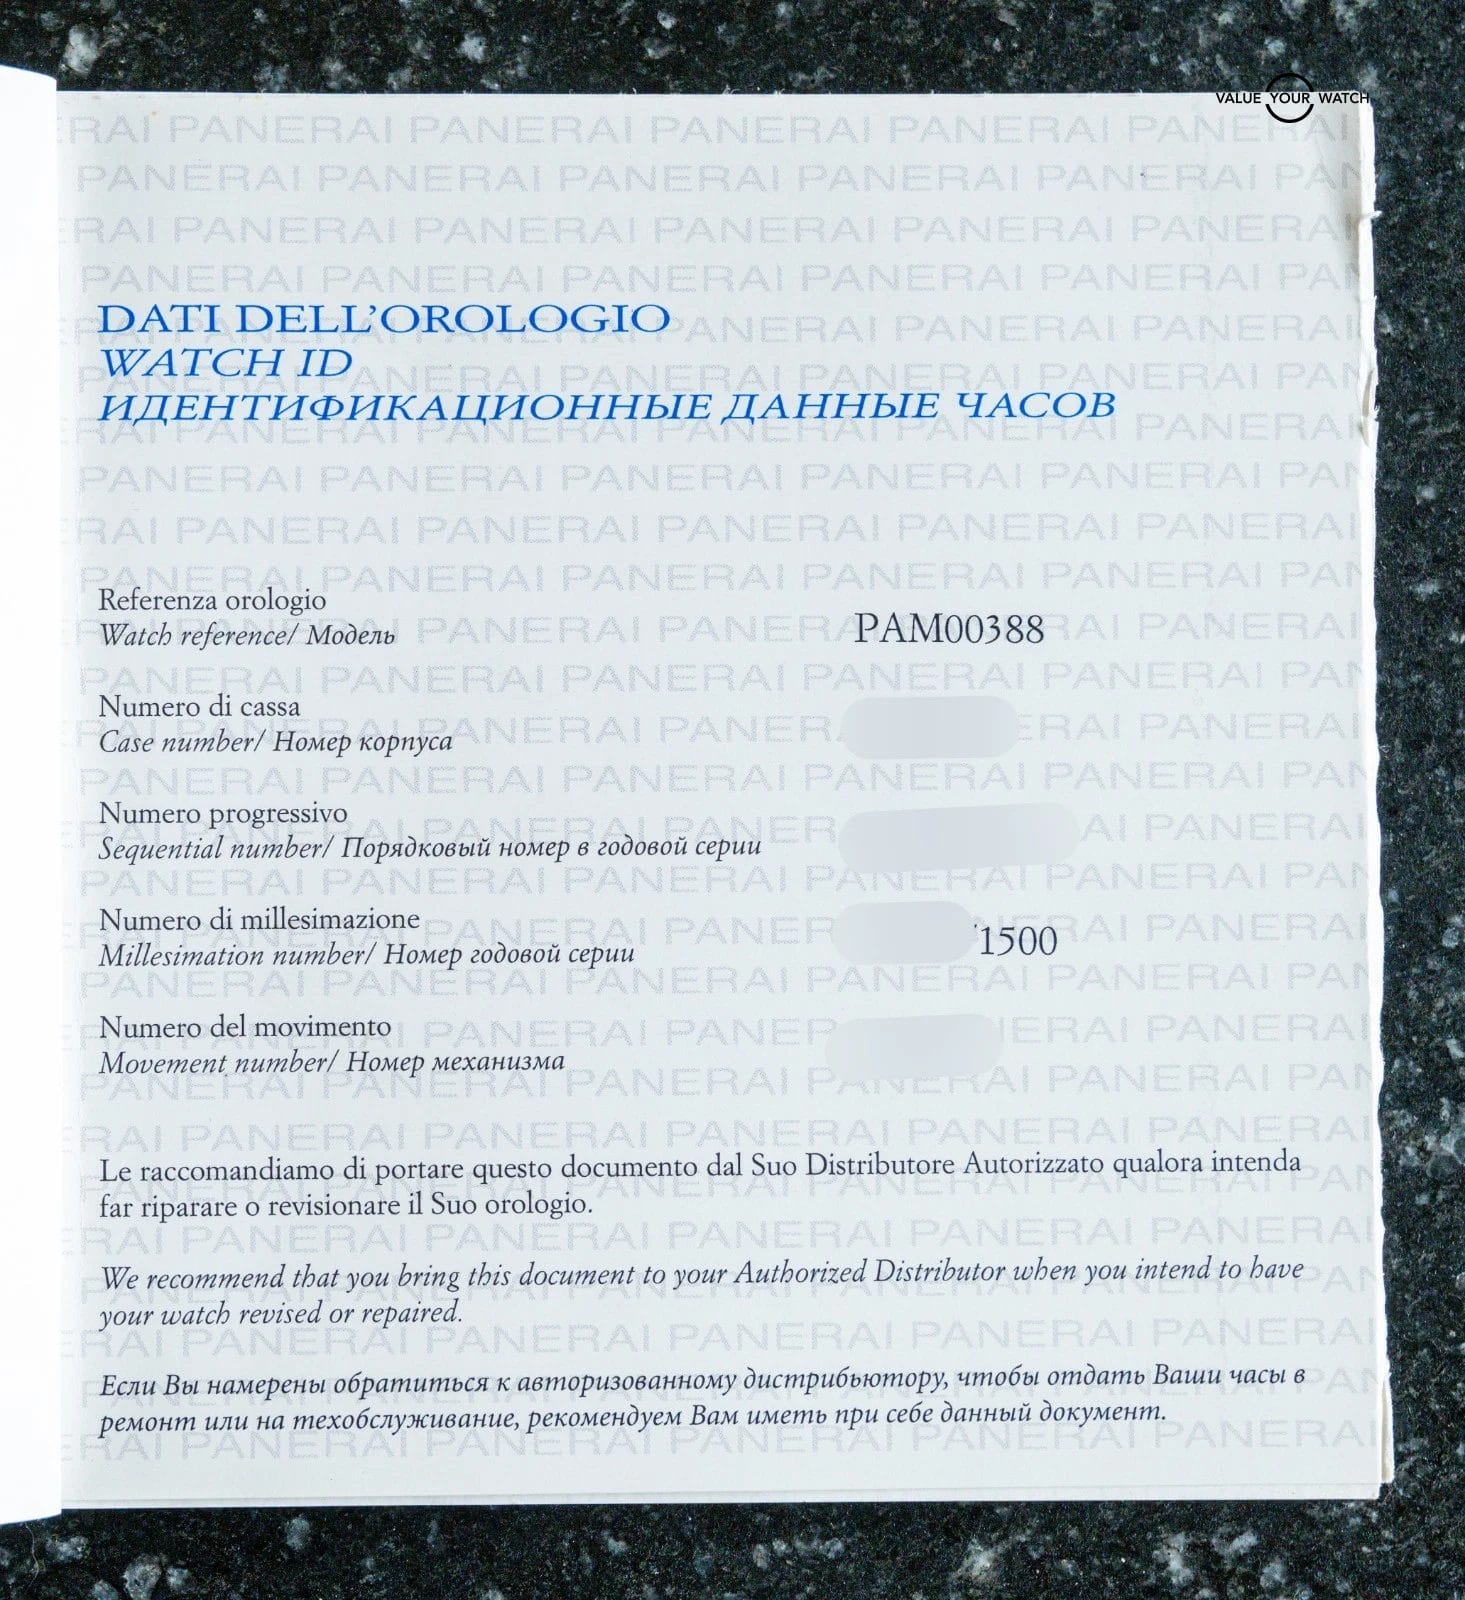 VALUE YOUR WATCH
DATI DELL'OROLOGIO
WATCH ID
ИДЕНТИФИКАЦИОННЫЕ ДАННЫЕ ЧАСОВ
Referenza orologio
Watch reference/ Модель
PAM00388
Numero di cassa
Case number/ Номер корпуса
Numero progressivo
Sequential number/ Порядковый номер в годовой серии
Numero di millesimazione
Millesimation number/ Номер годовой серии
1500
Numero del movimento
Movement number/ Номер механизма
Le raccomandiamo di portare questo documento dal Suo Distributore Autorizzato qualora intenda
far riparare o revisionare il Suo orologio.
We recommend that you bring this document to your Authorized Distributor when you intend to have
your watch revised or repaired.
Если Вы намерены обратиться к авторизованному дистрибьютору, чтобы отдать Ваши часы в
ремонт или на техобслуживание, рекомендуем Вам иметь при себе данный документ.